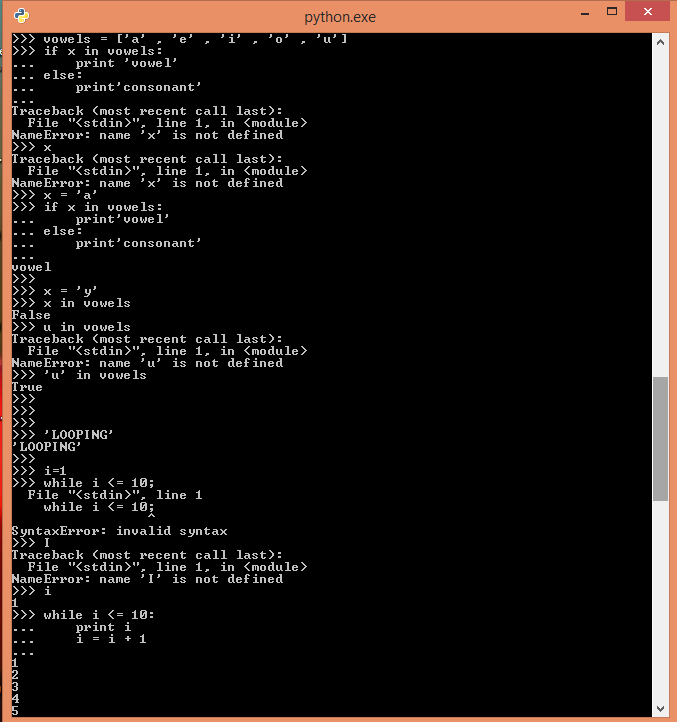 python.exe
>>> vowels = ['a' , 'e' , 'i' , 'o' , 'u']
>>> if x in vowels:
...     print 'vowel'
... else:
...     print'consonant'
...
Traceback (most recent call last):
  File "<stdin>", line 1, in <module>
NameError: name 'x' is not defined
>>> x
Traceback (most recent call last):
  File "<stdin>", line 1, in <module>
NameError: name 'x' is not defined
>>> x = 'a'
>>> if x in vowels:
...     print'vowel'
... else:
...     print'consonant'
...
vowel
>>>
>>> x = 'y'
>>> x in vowels
False
>>> u in vowels
Traceback (most recent call last):
  File "<stdin>", line 1, in <module>
NameError: name 'u' is not defined
>>> 'u' in vowels
True
>>>
>>>
>>>
>>> 'LOOPING'
'LOOPING'
>>>
>>> i=1
>>> while i <= 10;
  File "<stdin>", line 1
    while i <= 10;
                 ^
SyntaxError: invalid syntax
>>> I
Traceback (most recent call last):
  File "<stdin>", line 1, in <module>
NameError: name 'I' is not defined
>>> i
1
>>> while i <= 10:
...     print i
...     i = i + 1
...
1
2
3
4
5